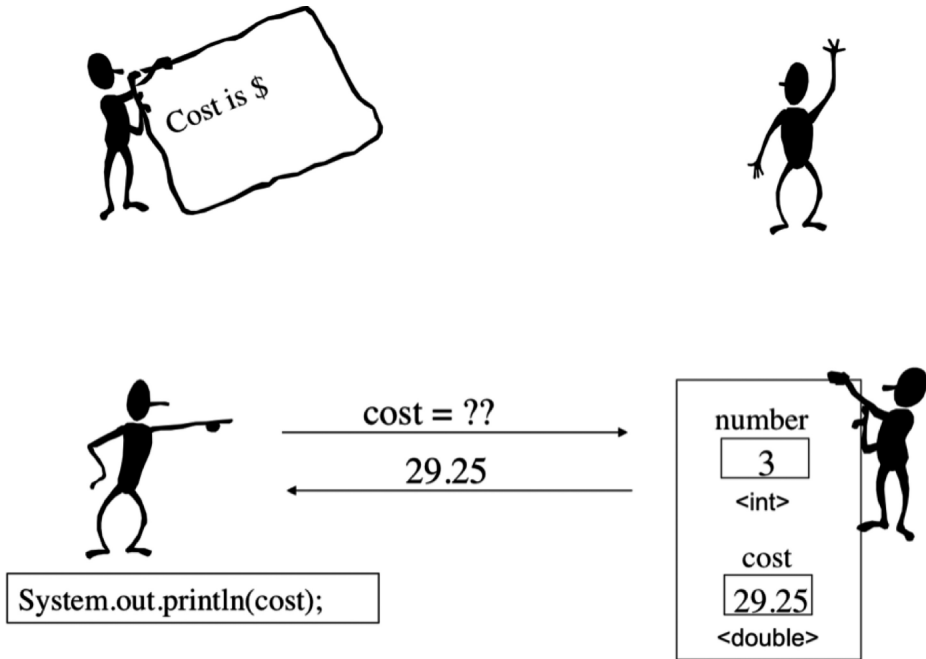 Cost is $
cost = ??
29.25
number
3
<int>
cost
29.25
<double>
System.out.println(cost);